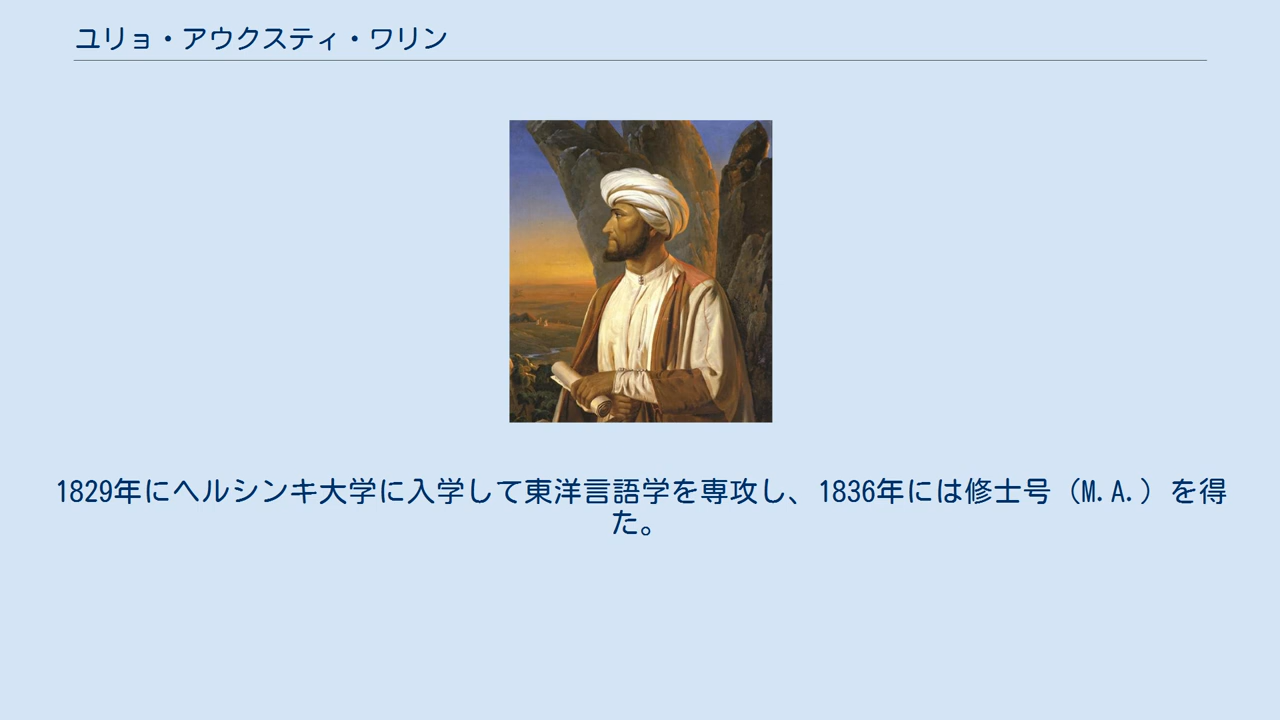 ユリョ・アウクスティ・ワリン
1829年にヘルシンキ大学に入学して東洋言語学を専攻し、1836年には修士号（M.A.）を得
た。